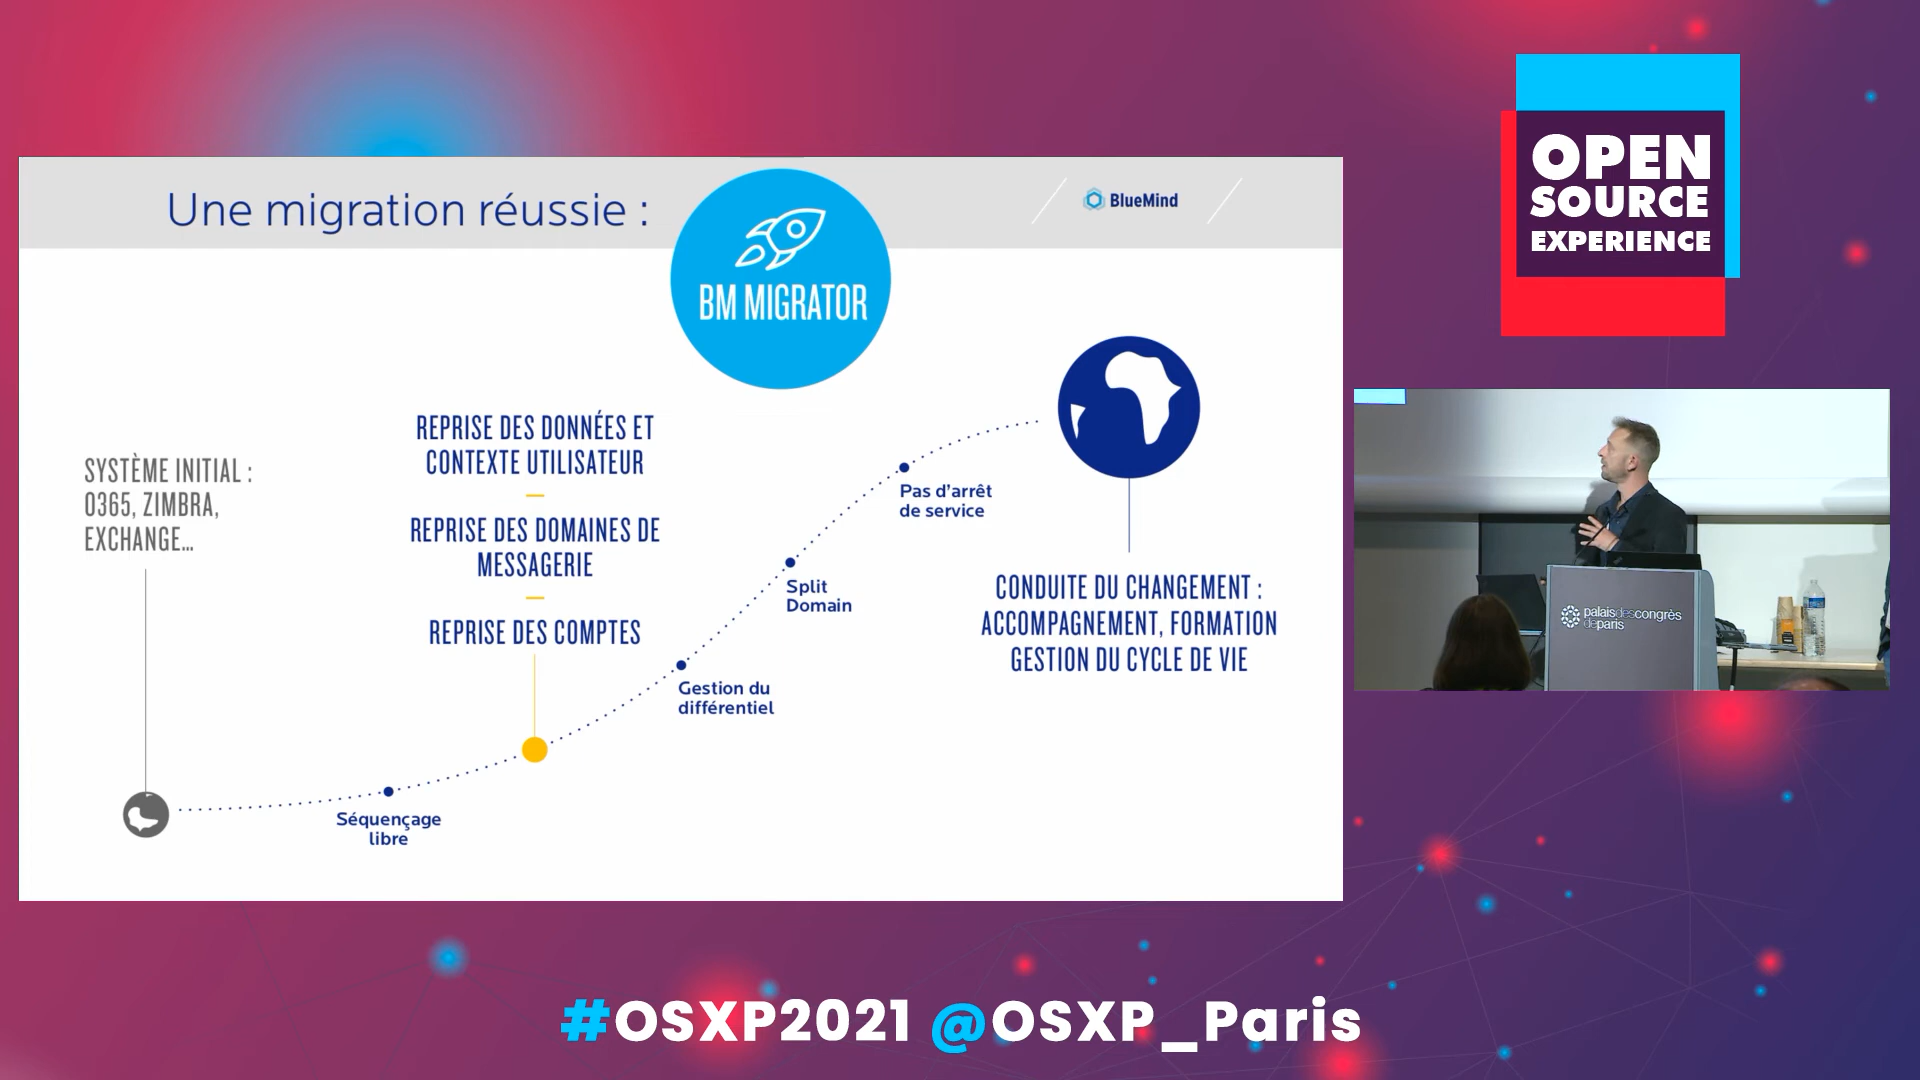 Une migration réussie :
BM MIGRATOR
BlueMind
OPEN
SOURCE
EXPERIENCE
SYSTÈME INITIAL :
O365, ZIMBRA,
EXCHANGE...
REPRISE DES DONNÉES ET
CONTEXTE UTILISATEUR
REPRISE DES DOMAINES DE
MESSAGERIE
REPRISE DES COMPTES
Séquençage
libre
Gestion du
différentiel
Split
Domain
Pas d'arrêt
de service
CONDUITE DU CHANGEMENT :
ACCOMPAGNEMENT, FORMATION
GESTION DU CYCLE DE VIE
palaisdescongrès
deparis
#OSXP2021 @OSXP_Paris